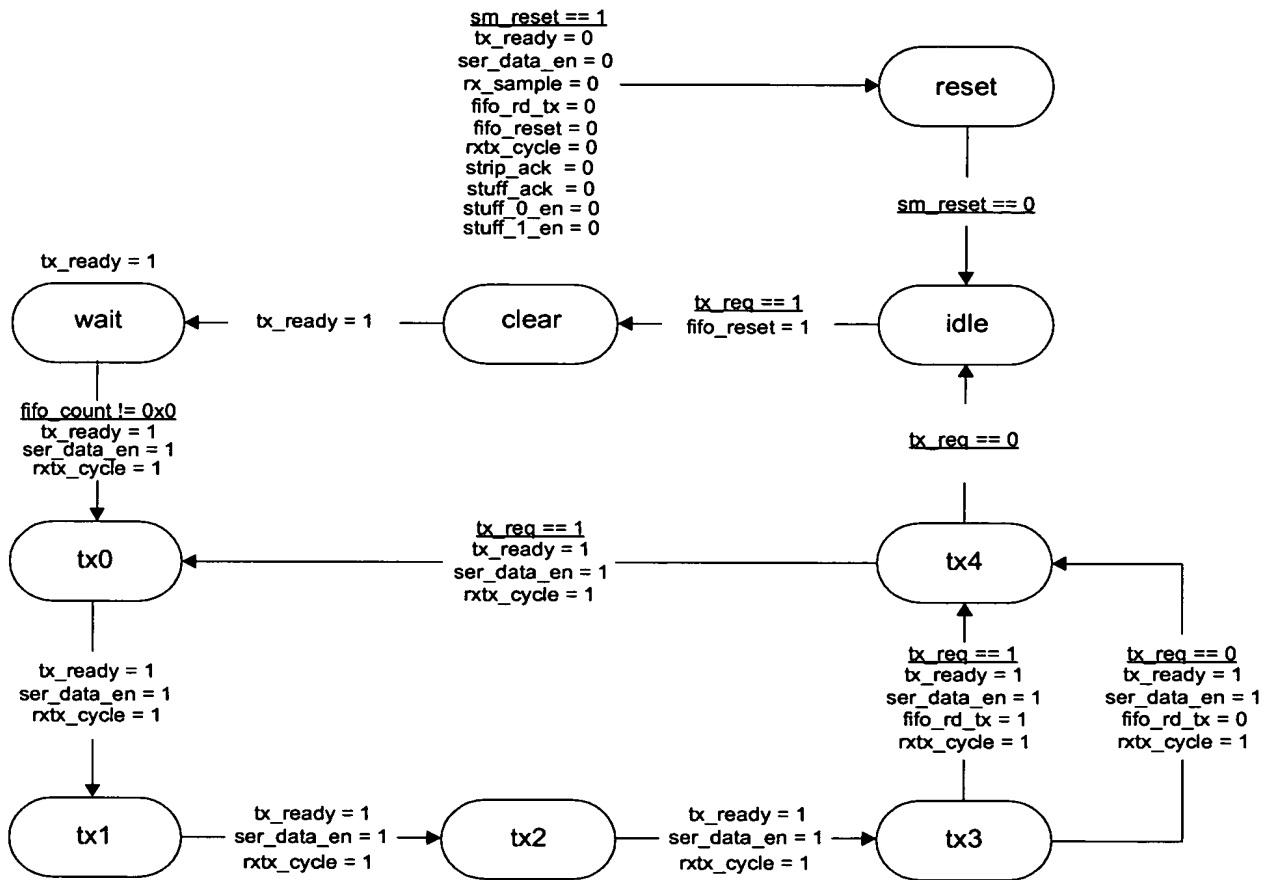 sm_reset == 1
tx_ready = 0
ser_data_en = 0
rx_sample = 0
fifo_rd_tx = 0
fifo_reset = 0
rxtx_cycle = 0
strip_ack = 0
stuff_ack = 0
stuff_0_en = 0
stuff_1_en = 0
reset
sm_reset == 0
tx_ready = 1
wait
tx_ready = 1
clear
tx_req == 1
fifo_reset = 1
idle
fifo_count != 0x0
tx_ready = 1
ser_data_en = 1
rxtx_cycle = 1
tx_req == 0
tx0
tx_req == 1
tx_ready = 1
ser_data_en = 1
rxtx_cycle = 1
tx4
tx_ready = 1
ser_data_en = 1
rxtx_cycle = 1
tx_req == 1
tx_ready = 1
ser_data_en = 1
fifo_rd_tx = 1
rxtx_cycle = 1
tx_req == 0
tx_ready = 1
ser_data_en = 1
fifo_rd_tx = 0
rxtx_cycle = 1
tx1
tx_ready = 1
ser_data_en = 1
rxtx_cycle = 1
tx2
tx_ready = 1
ser_data_en = 1
rxtx_cycle = 1
tx3